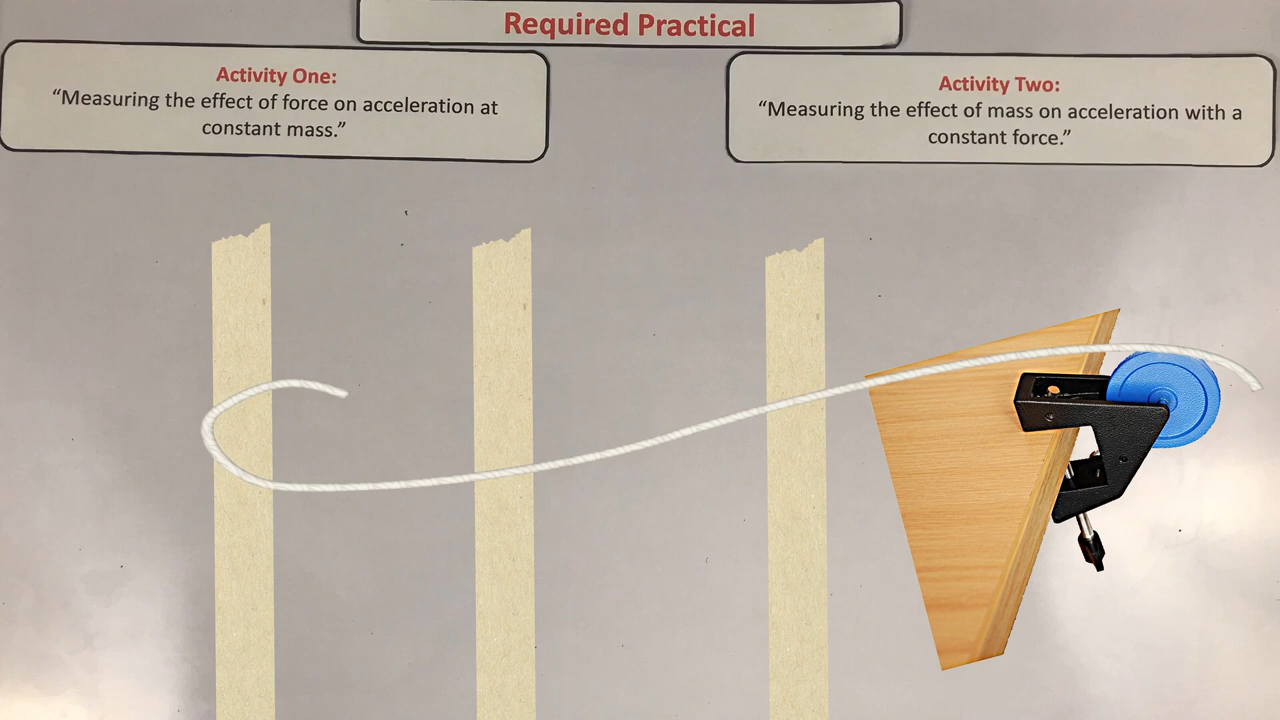 Required Practical
Activity One:
“Measuring the effect of force on acceleration at
constant mass.”
Activity Two:
“Measuring the effect of mass on acceleration with a
constant force.”